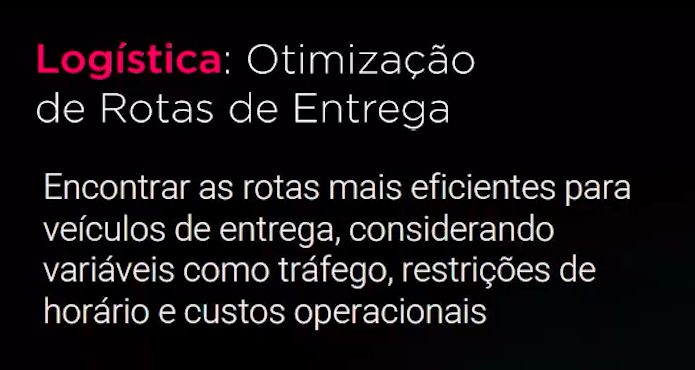 Logística: Otimização
de Rotas de Entrega
Encontrar as rotas mais eficientes para
veículos de entrega, considerando
variáveis como tráfego, restrições de
horário e custos operacionais